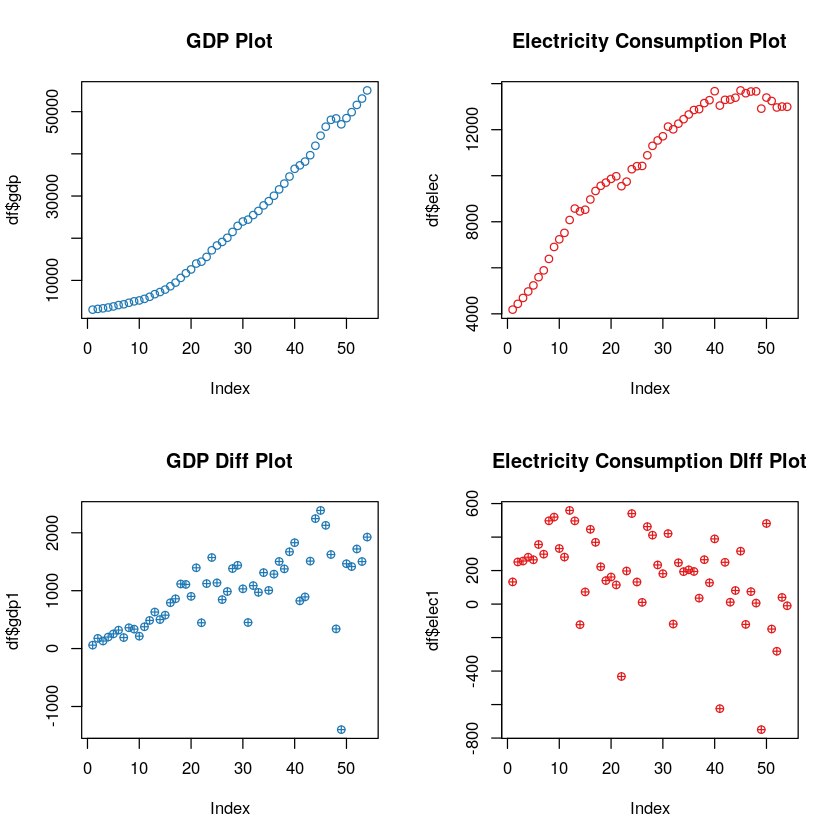 GDP Plot
df$gdp
50000
30000
10000
0 10 20 30 40 50
Index
Electricity Consumption Plot
df$elec
12000
8000
4000
0 10 20 30 40 50
Index
GDP Diff Plot
df$gdp1
2000
1000
0
-1000
0 10 20 30 40 50
Index
Electricity Consumption DIff Plot
df$elec1
600
200
0
-400
-800
0 10 20 30 40 50
Index